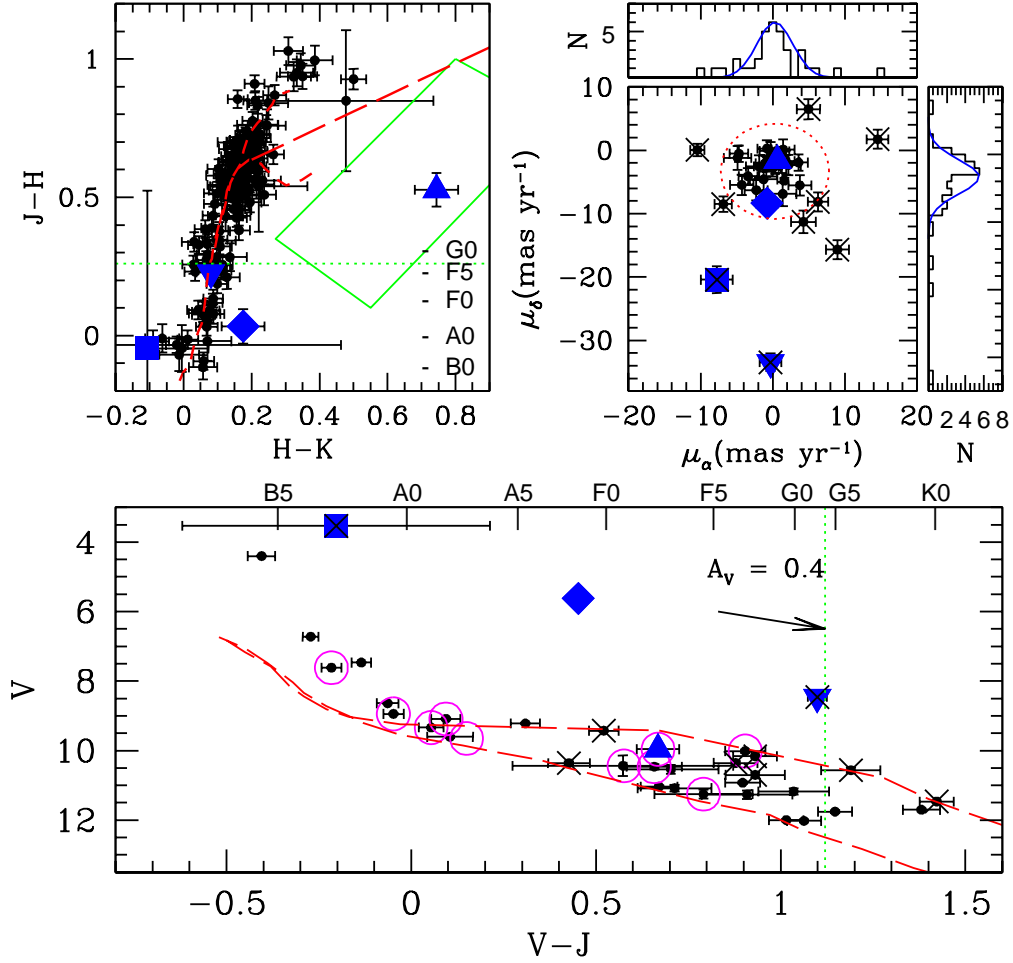 1
0.5
0
J-H
-0.2 0 0.2 0.4 0.6 0.8
H-K
- G0
- F5
- F0
- A0
- B0
N
5
10
0
-10
-20
-30
μδ(mas yr⁻¹)
-20 -10 0 10 20
μα(mas yr⁻¹)
2 4 6 8
N
B5 A0 A5 F0 F5 G0 G5 K0
4
6
8
10
12
V
Av = 0.4
-0.5 0 0.5 1 1.5
V-J